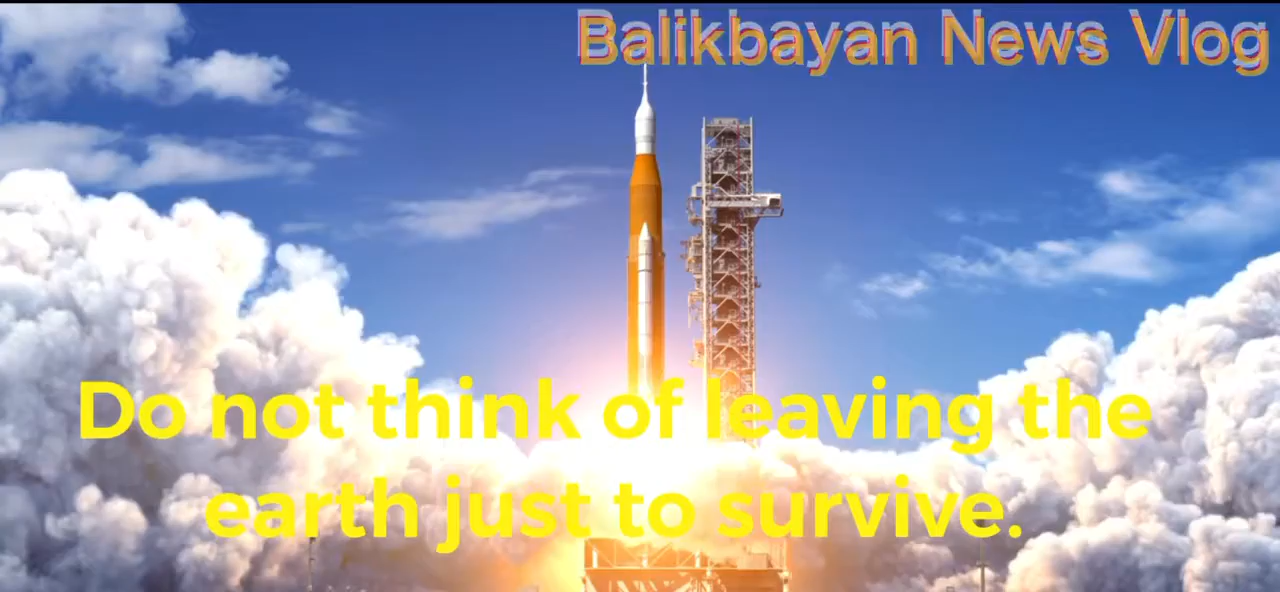 Balikbayan News Vlog
Do not think of leaving the
earth just to survive.